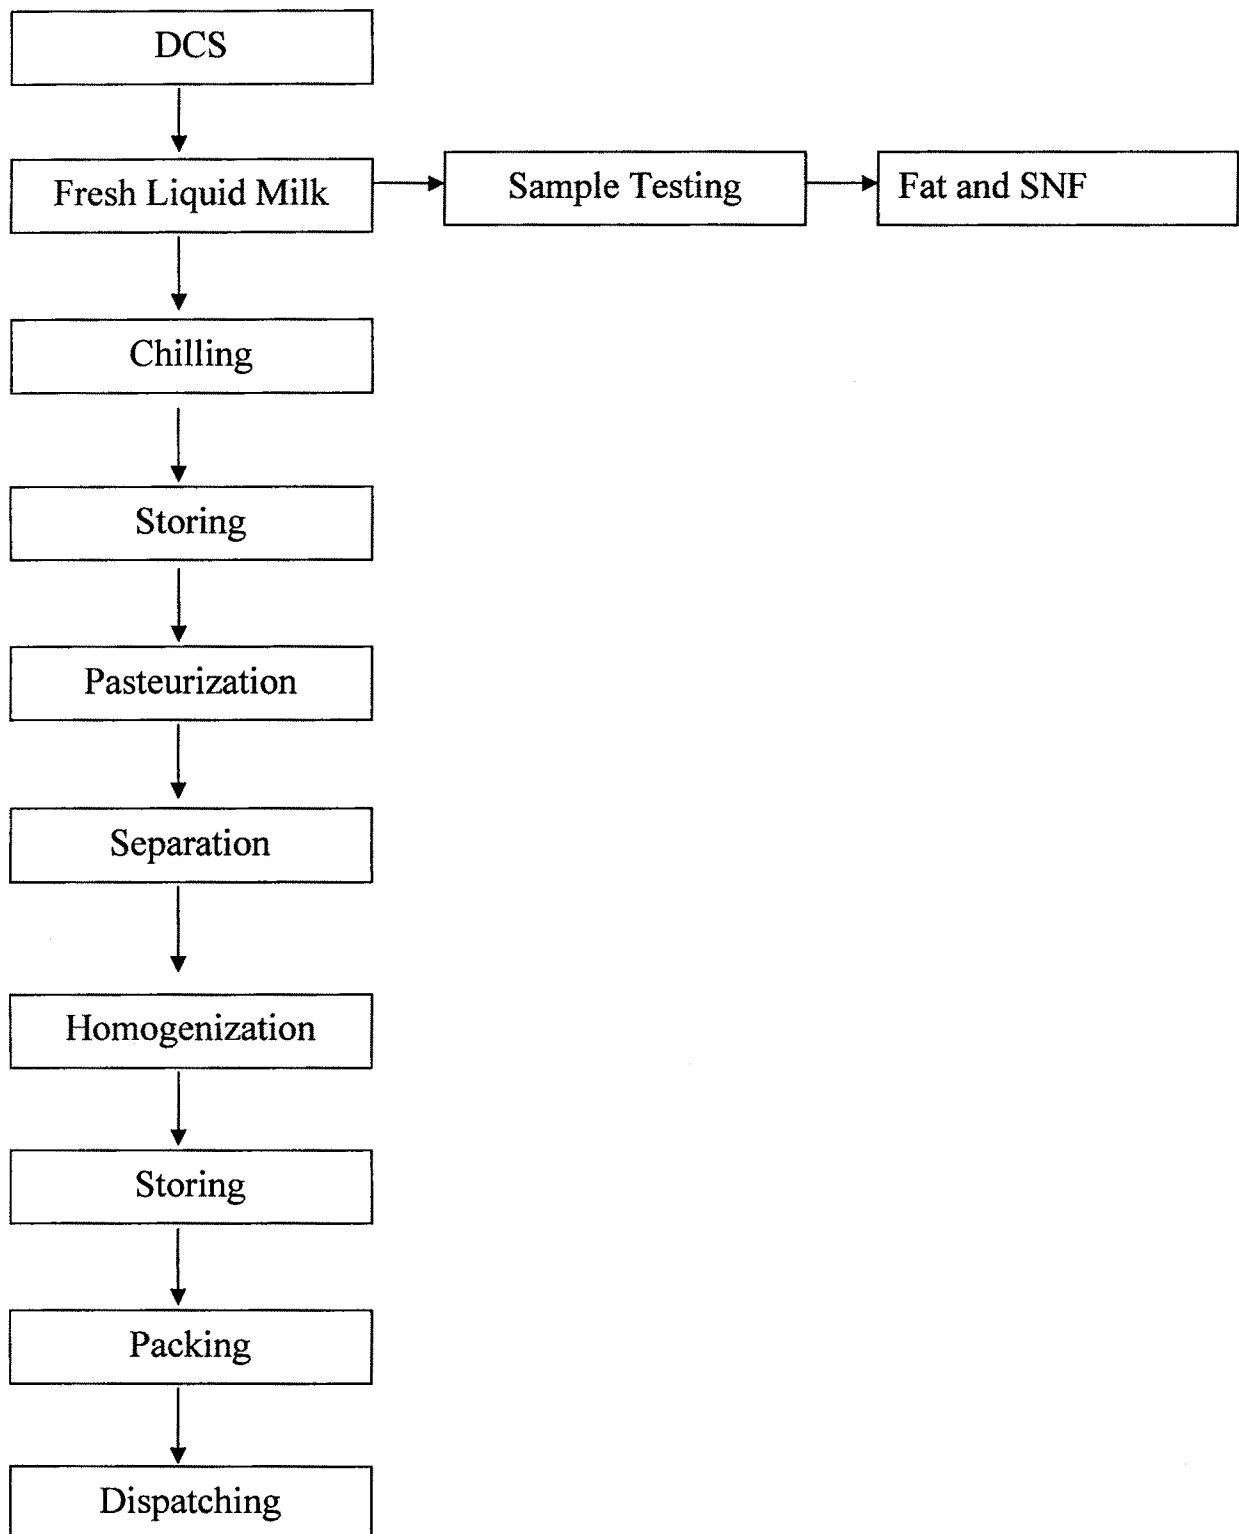 DCS
Fresh Liquid Milk
Sample Testing
Fat and SNF
Chilling
Storing
Pasteurization
Separation
Homogenization
Storing
Packing
Dispatching